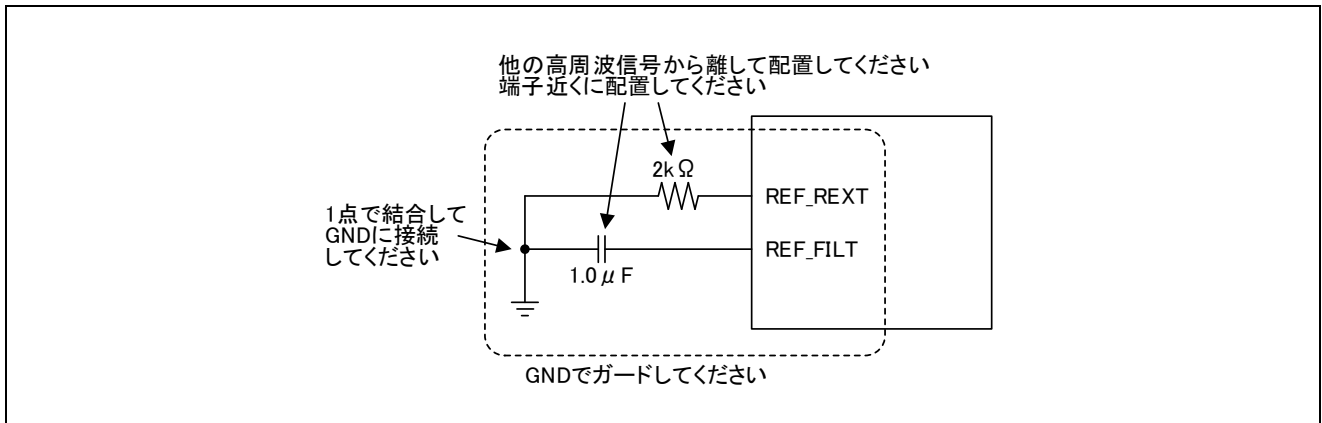 他の高周波信号から離して配置してください
端子近くに配置してください
2kΩ
REF_REXT
1点で結合して
GNDに接続
してください
REF_FILT
1.0μF
GNDでガードしてください